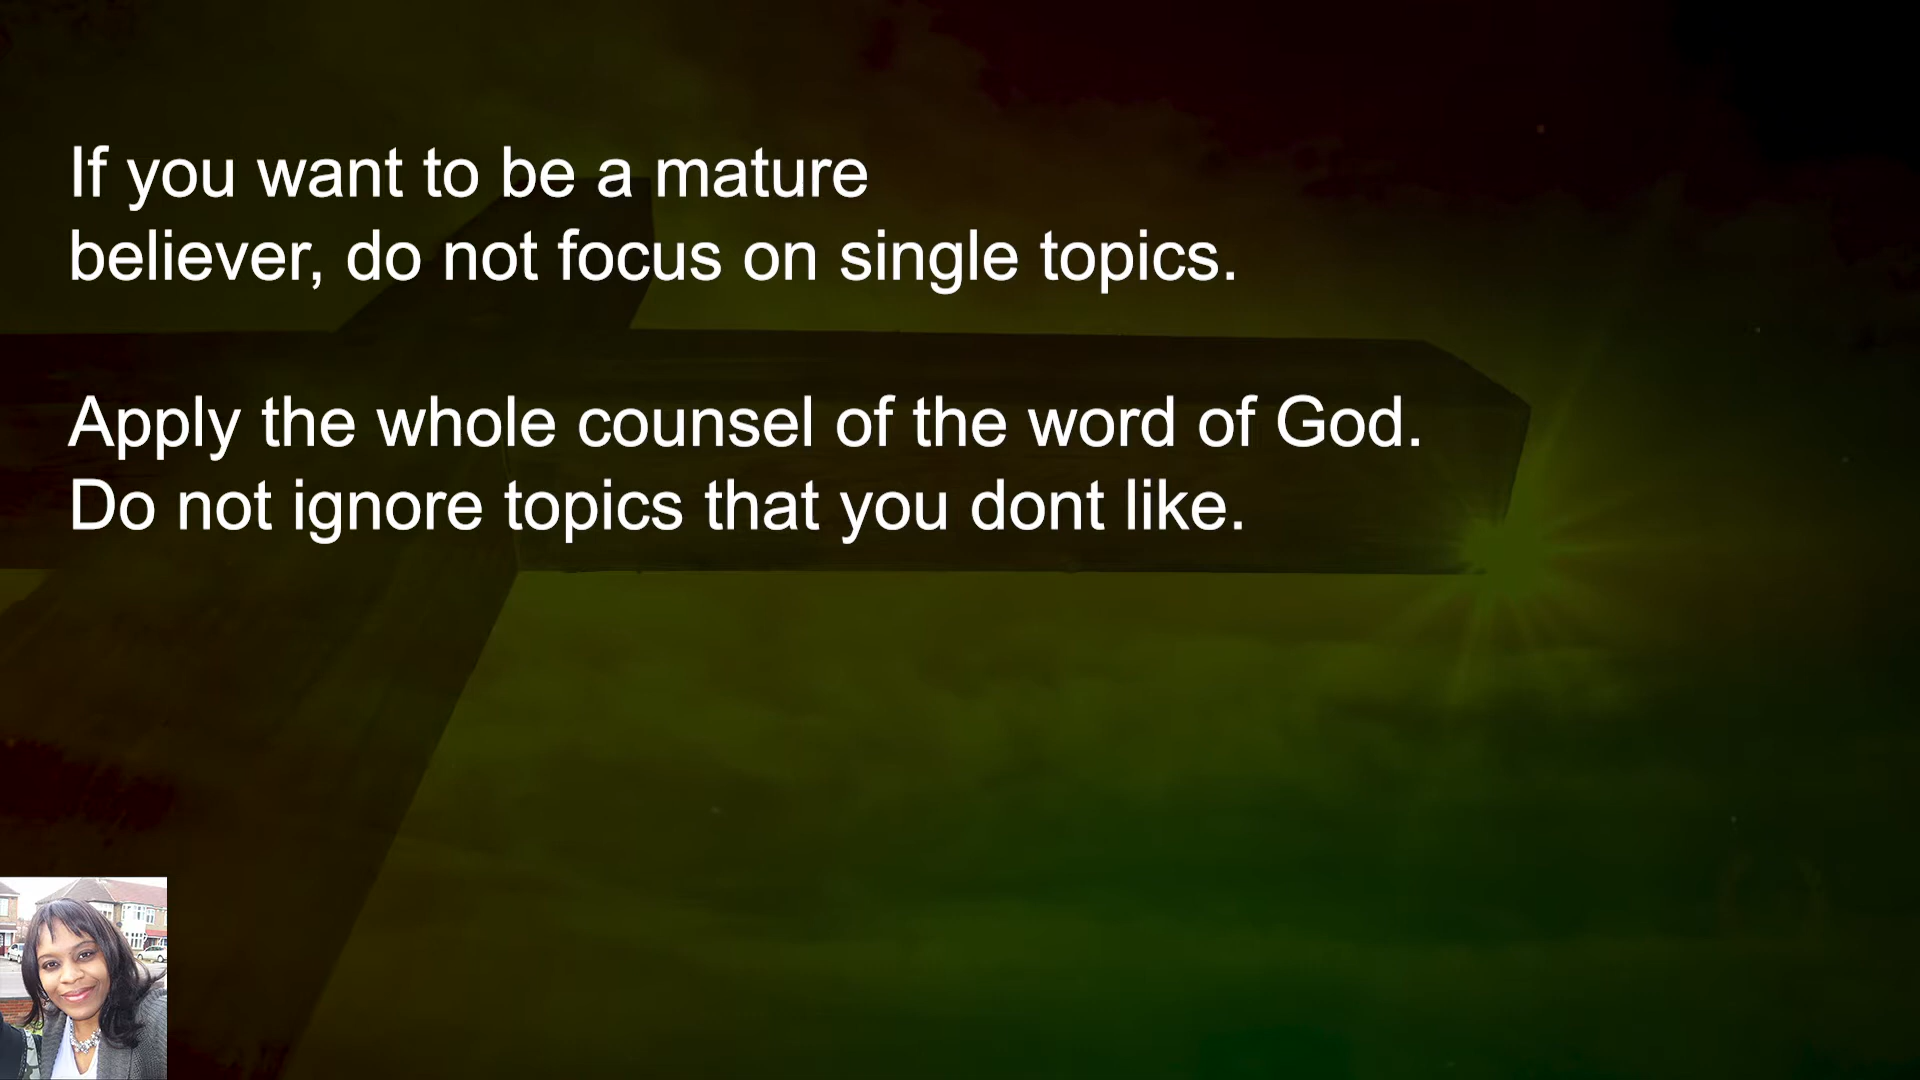 If you want to be a mature
believer, do not focus on single topics.
Apply the whole counsel of the word of God.
Do not ignore topics that you dont like.